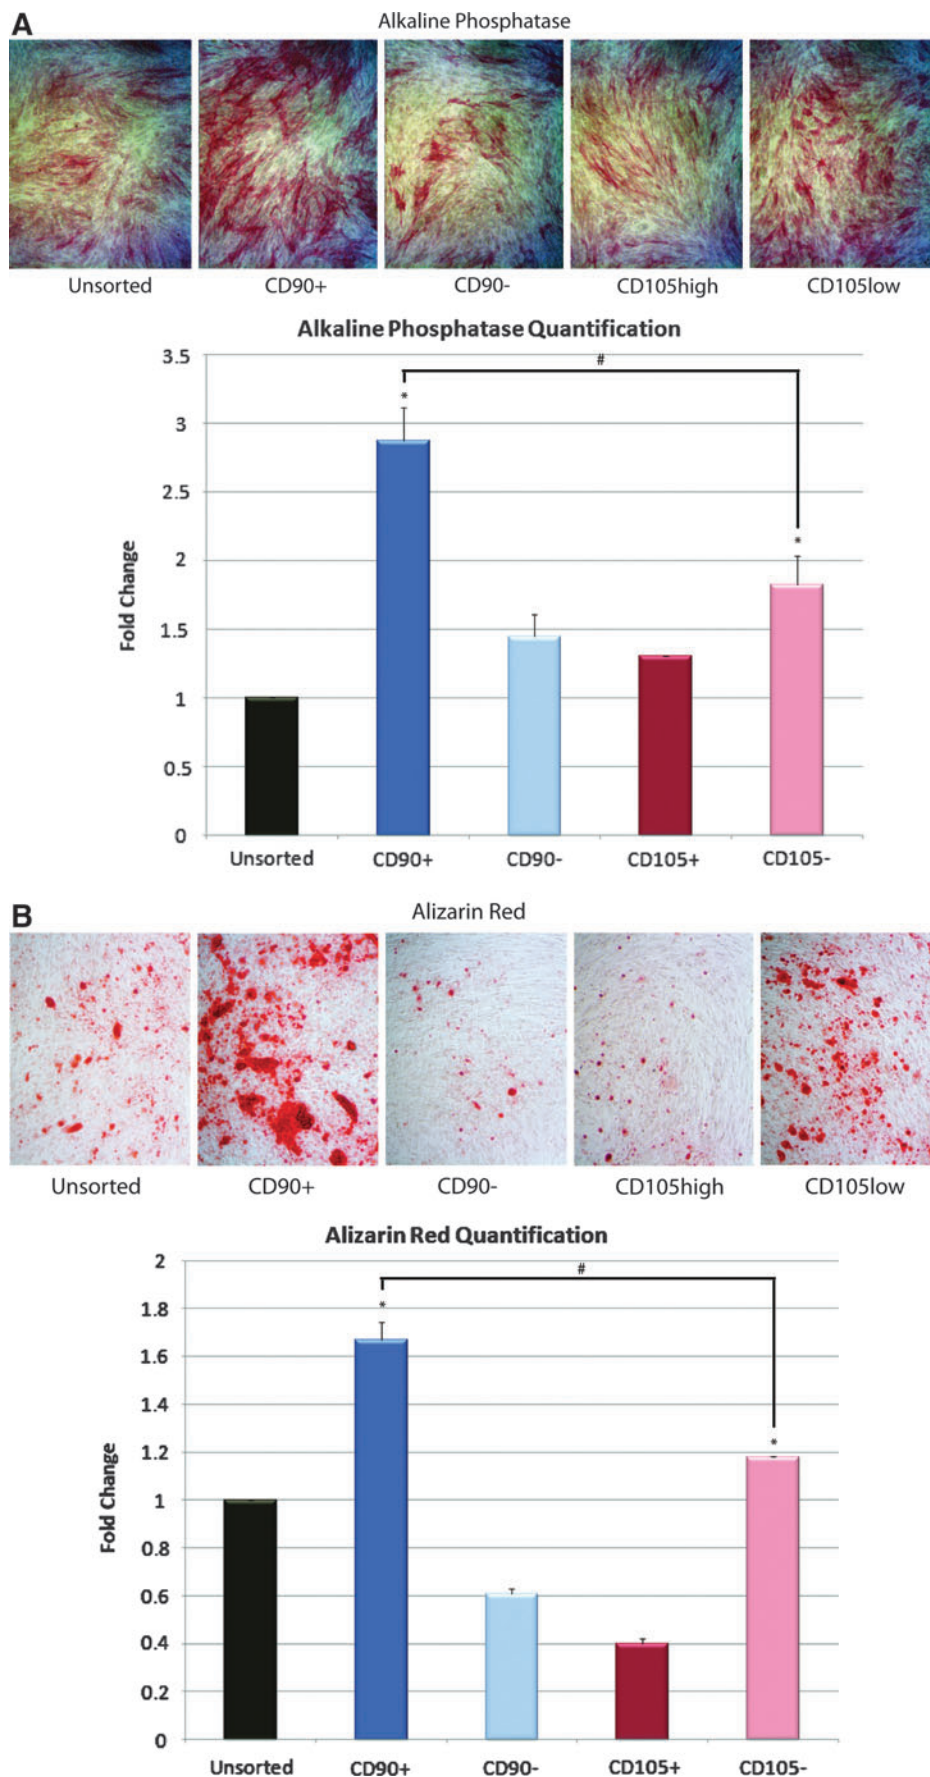 A
Alkaline Phosphatase
Unsorted CD90+ CD90- CD105high CD105low
Alkaline Phosphatase Quantification
#
3.5
*
3
2.5
Fold Change
*
2
1.5
1
0.5
0
Unsorted CD90+ CD90- CD105+ CD105-
B
Alizarin Red
Unsorted CD90+ CD90- CD105high CD105low
Alizarin Red Quantification
#
2
*
1.8
1.6
1.4
Fold Change
*
1.2
1
0.8
0.6
0.4
0.2
0
Unsorted CD90+ CD90- CD105+ CD105-